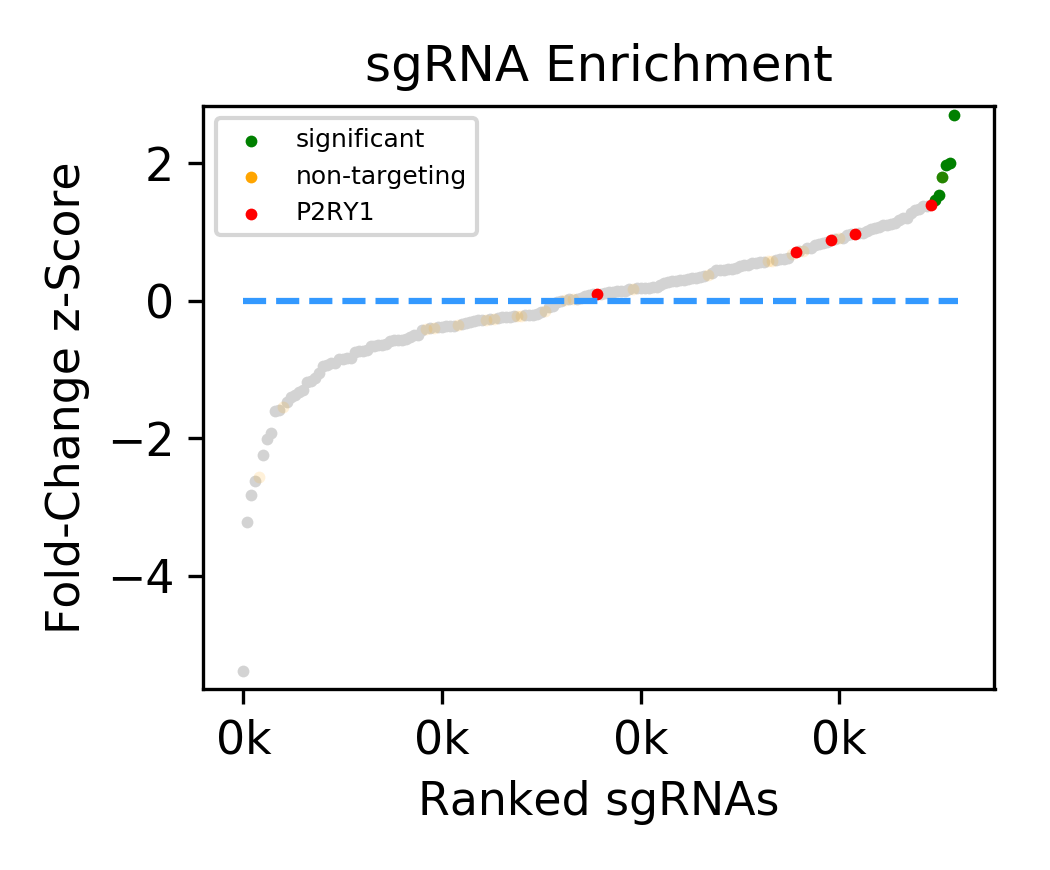 sgRNA Enrichment
significant
non-targeting
P2RY1
Fold-Change z-Score
2
0
−2
−4
0k 0k 0k 0k
Ranked sgRNAs